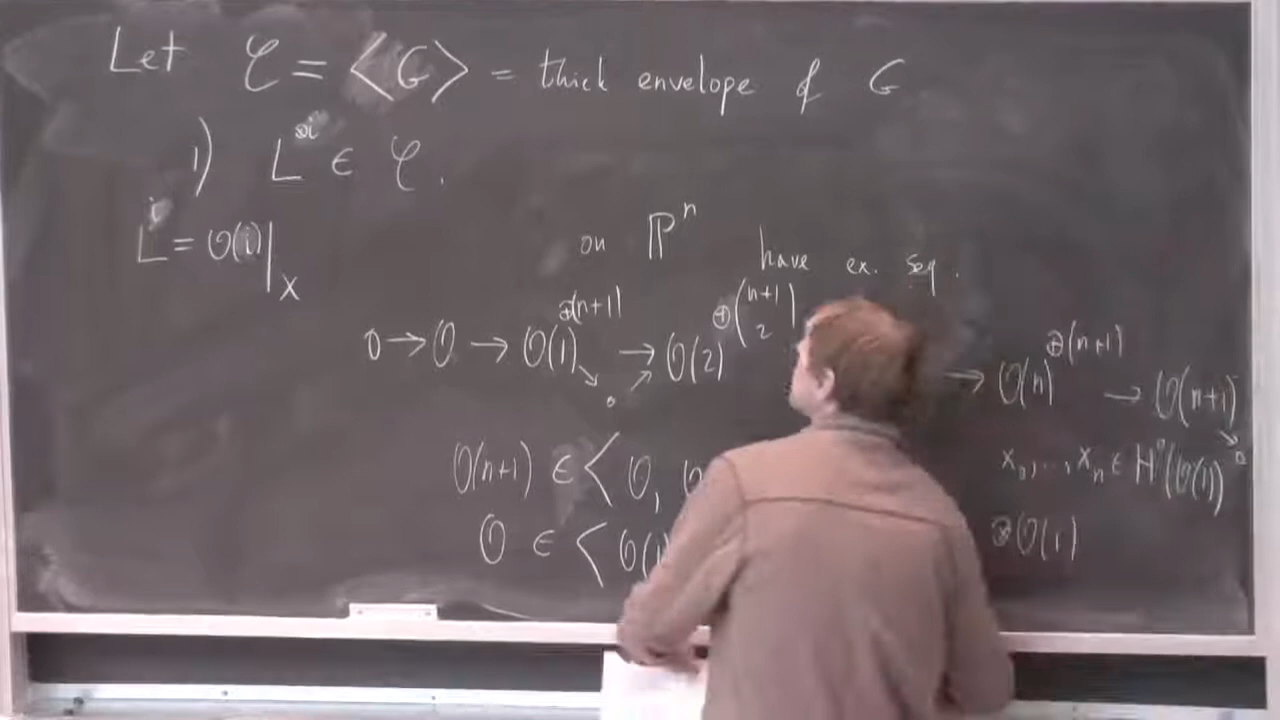 Let 𝒞 = <G> = thick envelope of G
1) L^{⊗i} ∈ 𝒞.
L^i = O(i)|_X
on ℙ^n have ex. seq.
0 → O → O(1)^{⊕(n+1)} → O(2)^{⊕(n+1 2)} → O(n)^{⊕(n+1)} → O(n+1) ↘ 0
x_0, ..., x_n ∈ H^0(O(1))
O(n+1) ∈ < O,
O ∈ < O(1)
⊗O(1)